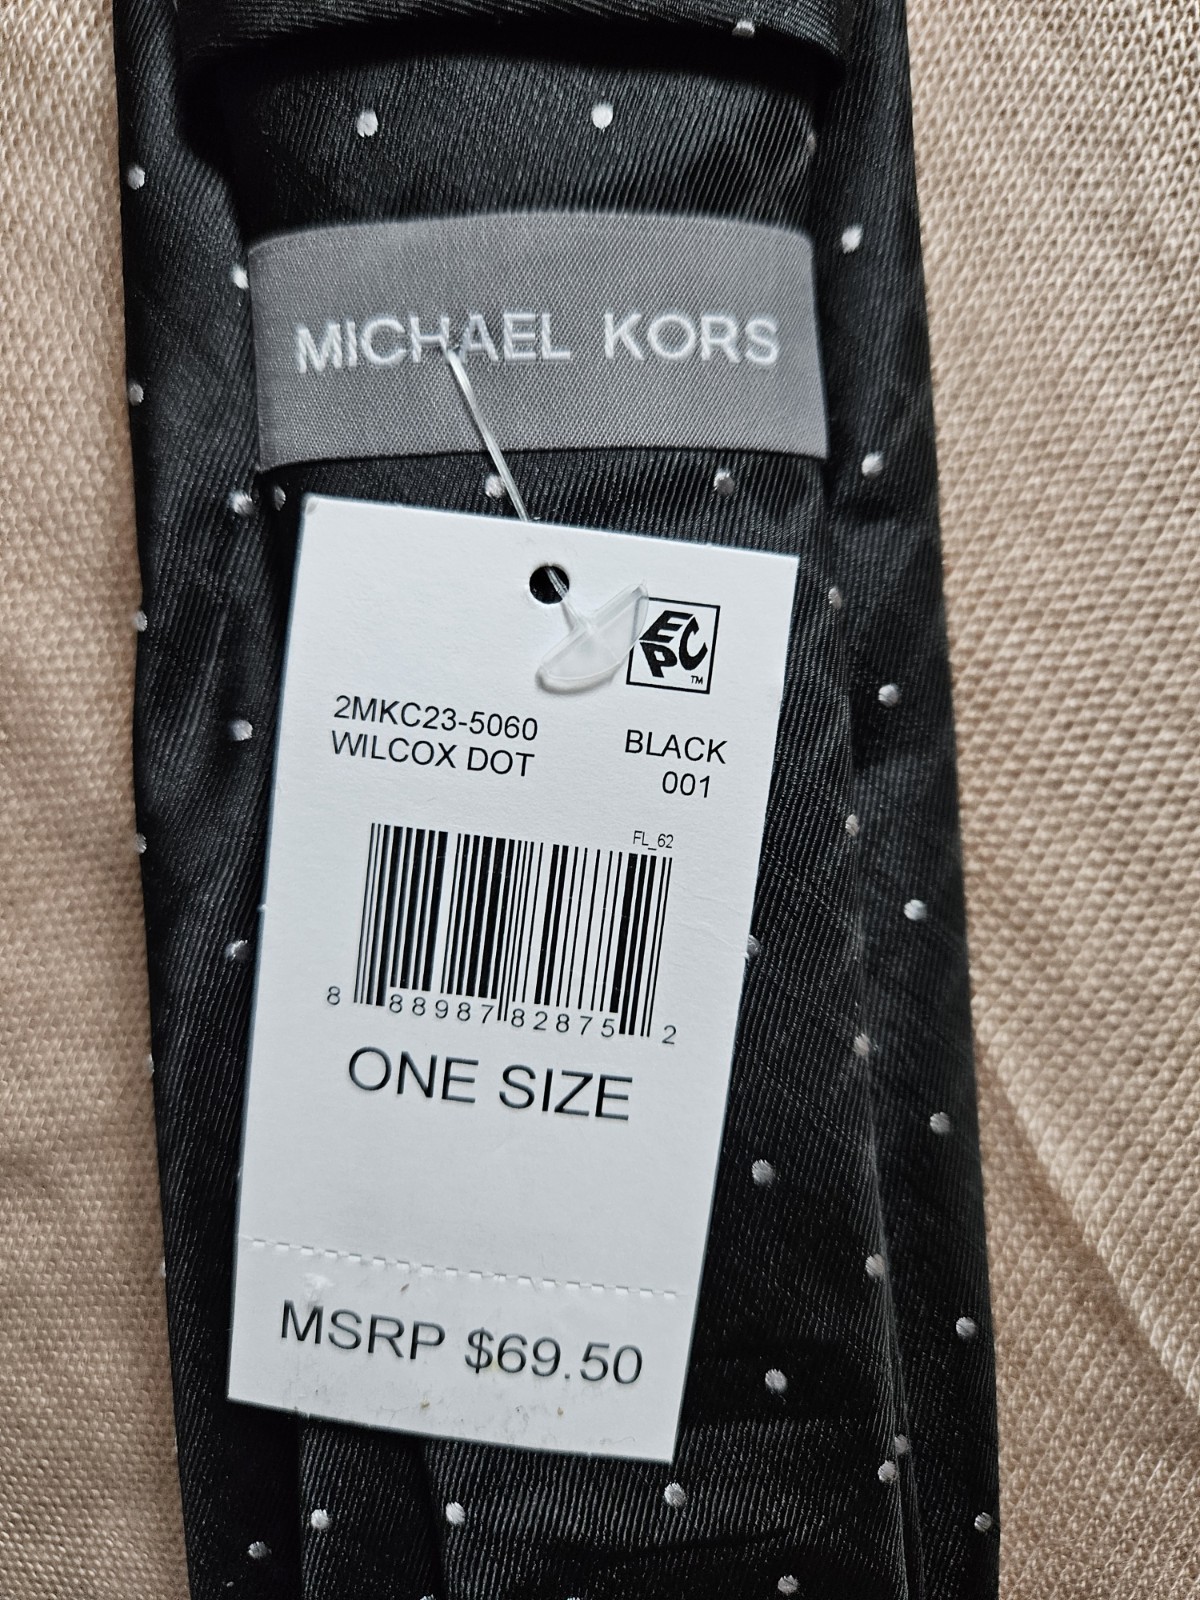 MICHAEL KORS
EPC
™
2MKC23-5060
WILCOX DOT
BLACK
001
FL_62
8 88987 82875 2
ONE SIZE
MSRP $69.50